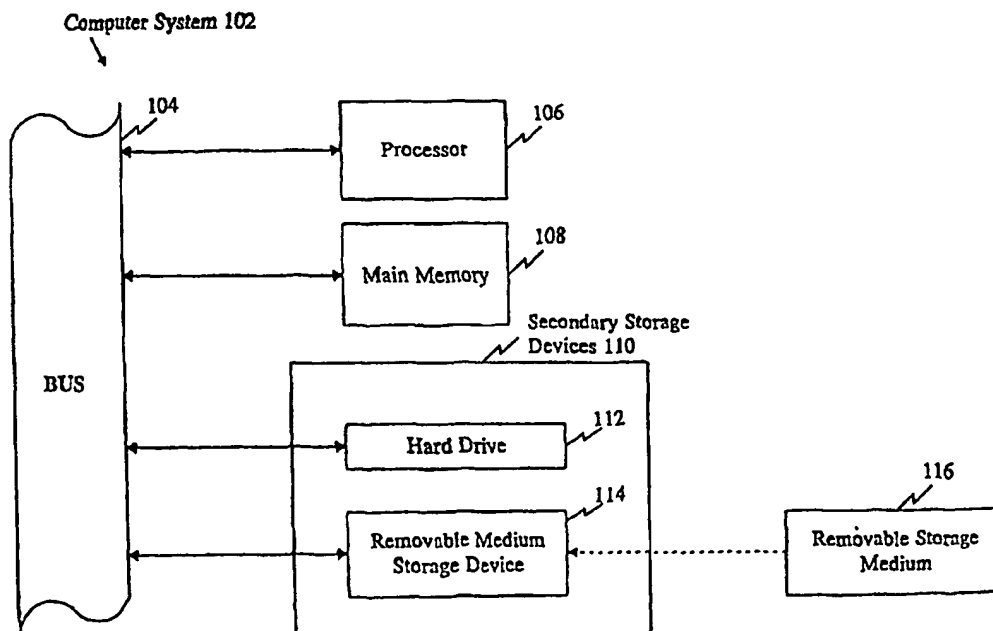 Computer System 102
104
106
Processor
108
Main Memory
Secondary Storage
Devices 110
BUS
112
Hard Drive
114
116
Removable Medium
Storage Device
Removable Storage
Medium